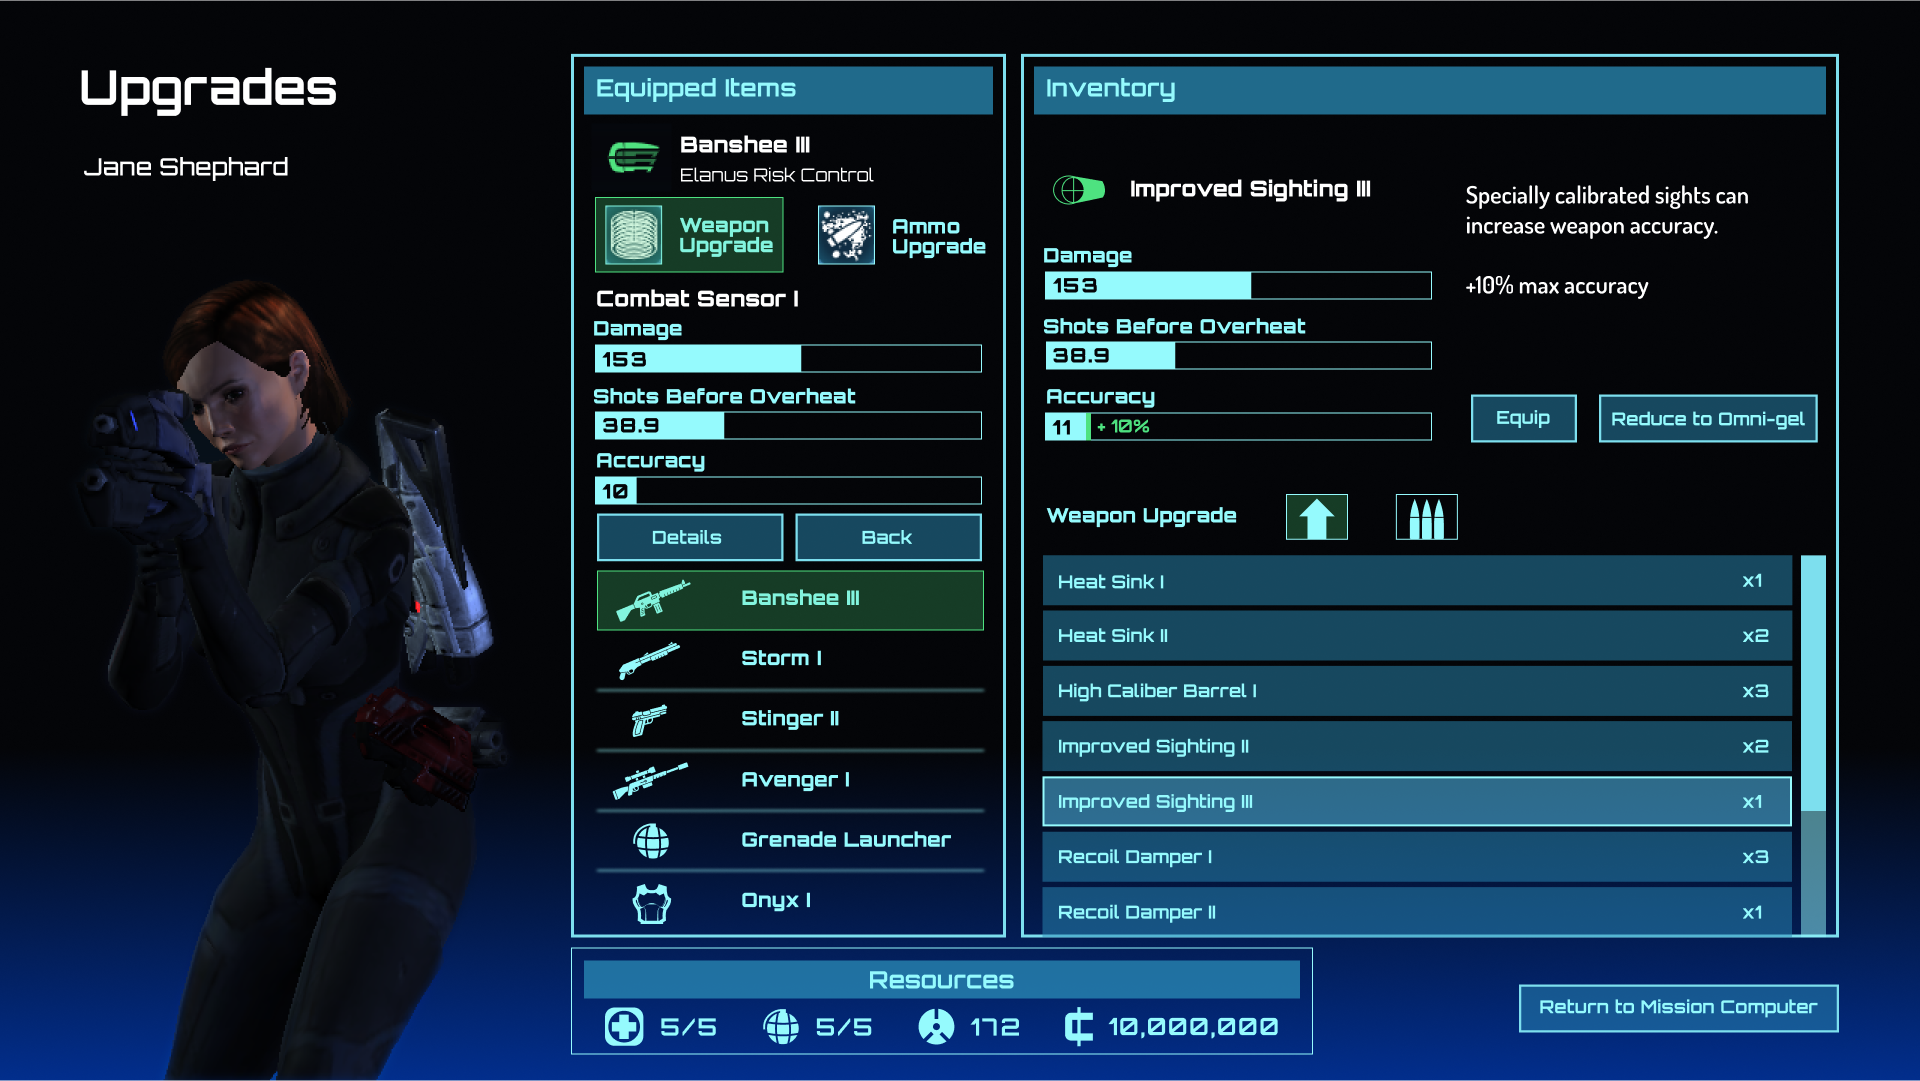 Upgrades
Jane Shephard
Equipped Items
Banshee III
Elanus Risk Control
Weapon
Upgrade
Ammo
Upgrade
Combat Sensor I
Damage
153
Shots Before Overheat
38.9
Accuracy
10
Details
Back
Banshee III
Storm I
Stinger II
Avenger I
Grenade Launcher
Onyx I
Inventory
Improved Sighting III
Specially calibrated sights can
increase weapon accuracy.
+10% max accuracy
Damage
153
Shots Before Overheat
38.9
Accuracy
11 + 10%
Equip
Reduce to Omni-gel
Weapon Upgrade
Heat Sink I x1
Heat Sink II x2
High Caliber Barrel I x3
Improved Sighting II x2
Improved Sighting III x1
Recoil Damper I x3
Recoil Damper II x1
Resources
5/5 5/5 172 10,000,000
Return to Mission Computer